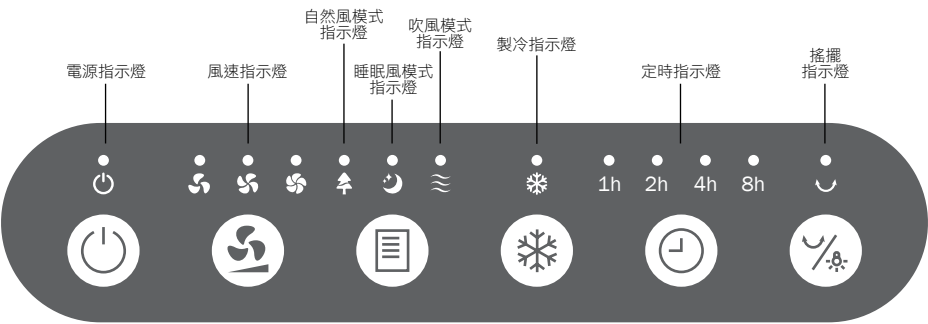 自然風模式
指示燈
吹風模式
指示燈
製冷指示燈
搖擺
指示燈
電源指示燈
風速指示燈
睡眠風模式
指示燈
定時指示燈
1h
2h
4h
8h